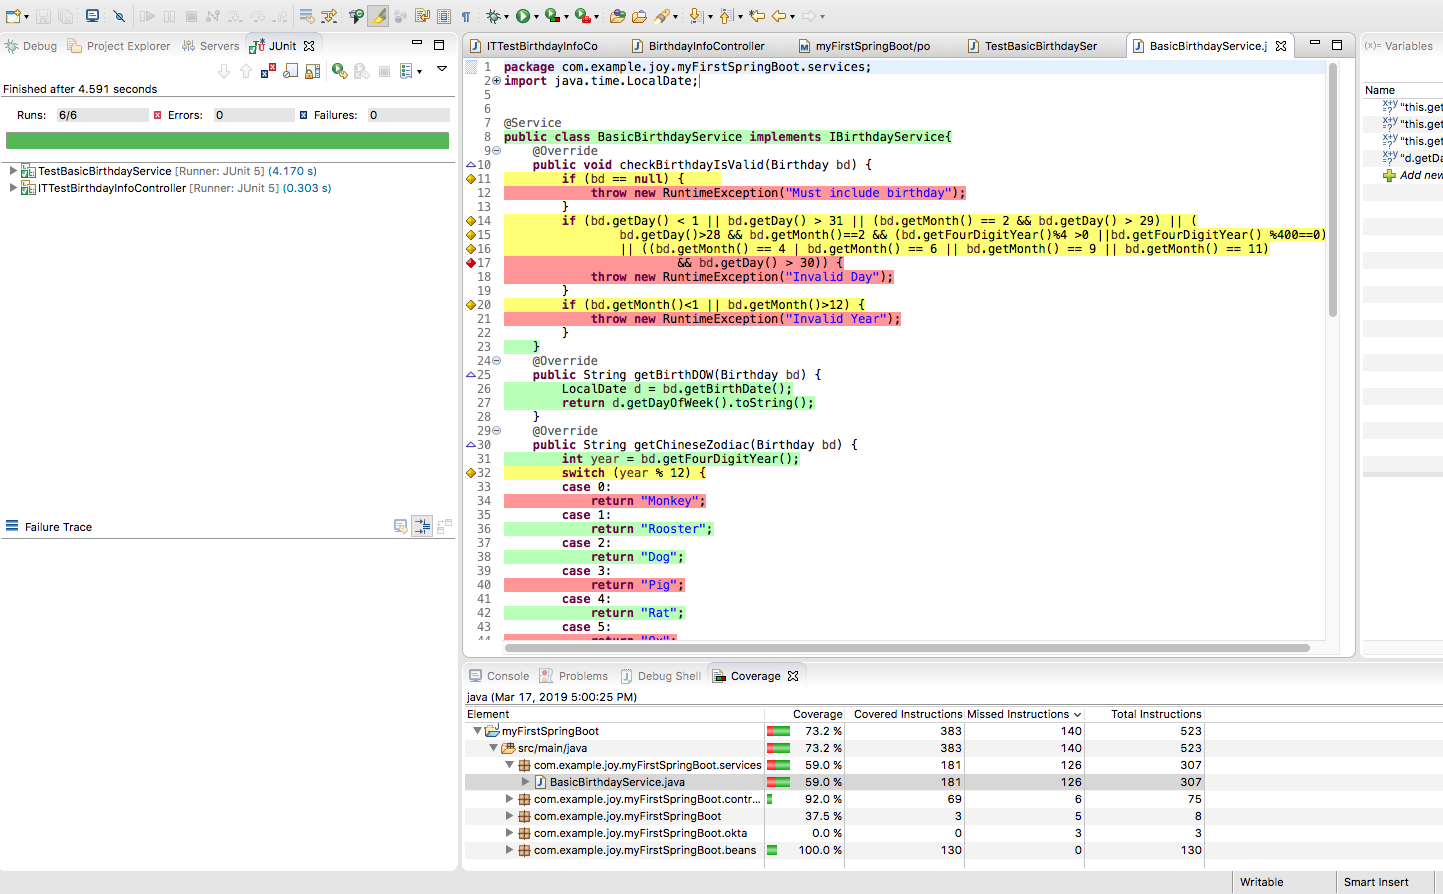 Debug Project Explorer Servers JUnit
Finished after 4.591 seconds
Runs: 6/6 Errors: 0 Failures: 0
TestBasicBirthdayService [Runner: JUnit 5] (4.170 s)
ITTestBirthdayInfoController [Runner: JUnit 5] (0.303 s)
Failure Trace
ITTestBirthdayInfoCo BirthdayInfoController myFirstSpringBoot/po TestBasicBirthdaySer BasicBirthdayService.j
1 package com.example.joy.myFirstSpringBoot.services;
2 import java.time.LocalDate;
5
6
7 @Service
8 public class BasicBirthdayService implements IBirthdayService{
9 @Override
10 public void checkBirthdayIsValid(Birthday bd) {
11 if (bd == null) {
12 throw new RuntimeException("Must include birthday");
13 }
14 if (bd.getDay() < 1 || bd.getDay() > 31 || (bd.getMonth() == 2 && bd.getDay() > 29) || (
15 bd.getDay()>28 && bd.getMonth()==2 && (bd.getFourDigitYear()%4 >0 ||bd.getFourDigitYear() %400==0)
16 || ((bd.getMonth() == 4 | bd.getMonth() == 6 || bd.getMonth() == 9 || bd.getMonth() == 11)
17 && bd.getDay() > 30)) {
18 throw new RuntimeException("Invalid Day");
19 }
20 if (bd.getMonth()<1 || bd.getMonth()>12) {
21 throw new RuntimeException("Invalid Year");
22 }
23 }
24 @Override
25 public String getBirthDOW(Birthday bd) {
26 LocalDate d = bd.getBirthDate();
27 return d.getDayOfWeek().toString();
28 }
29 @Override
30 public String getChineseZodiac(Birthday bd) {
31 int year = bd.getFourDigitYear();
32 switch (year % 12) {
33 case 0:
34 return "Monkey";
35 case 1:
36 return "Rooster";
37 case 2:
38 return "Dog";
39 case 3:
40 return "Pig";
41 case 4:
42 return "Rat";
43 case 5:
44 return "Ox";
(x)= Variables
Name
"this.get
"this.get
"this.get
"d.getDa
Add new
Console Problems Debug Shell Coverage
java (Mar 17, 2019 5:00:25 PM)
Element Coverage Covered Instructions Missed Instructions Total Instructions
myFirstSpringBoot 73.2 % 383 140 523
src/main/java 73.2 % 383 140 523
com.example.joy.myFirstSpringBoot.services 59.0 % 181 126 307
BasicBirthdayService.java 59.0 % 181 126 307
com.example.joy.myFirstSpringBoot.contr... 92.0 % 69 6 75
com.example.joy.myFirstSpringBoot 37.5 % 3 5 8
com.example.joy.myFirstSpringBoot.okta 0.0 % 0 3 3
com.example.joy.myFirstSpringBoot.beans 100.0 % 130 0 130
Writable Smart Insert